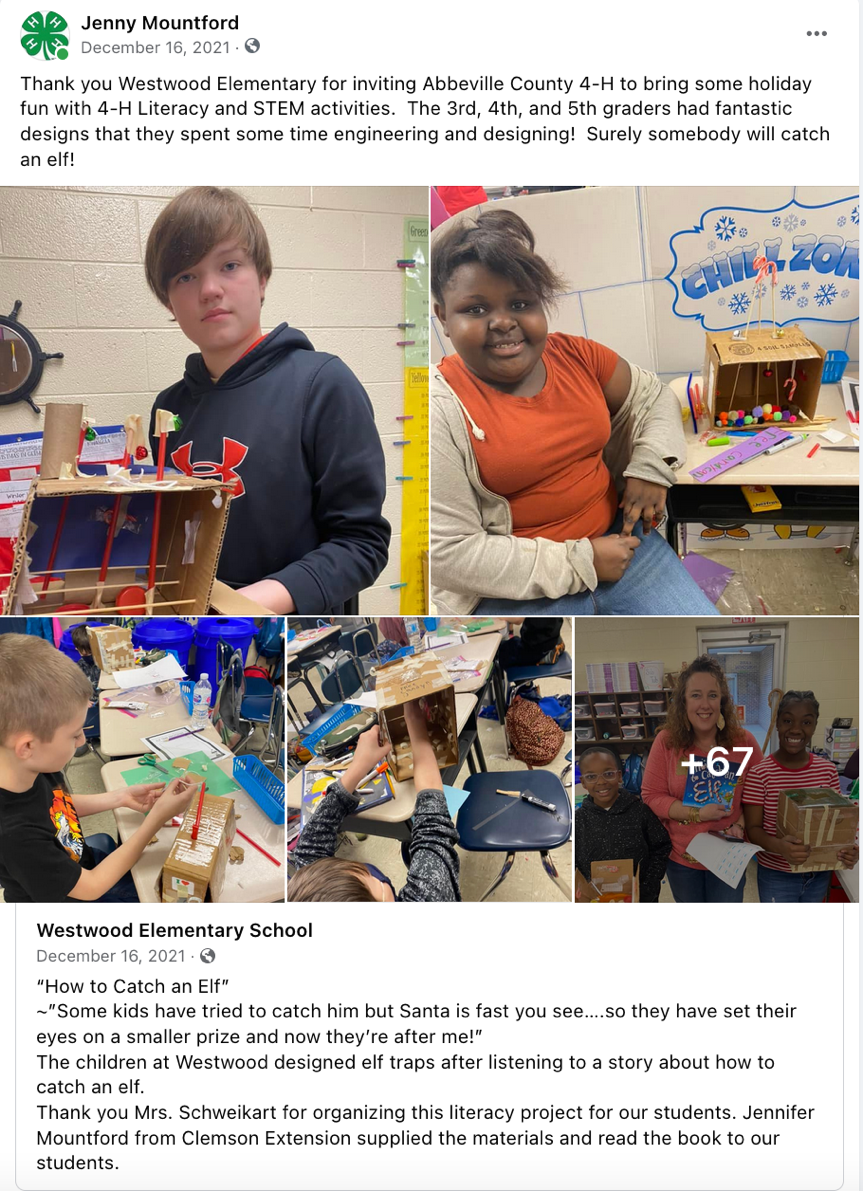 Jenny Mountford
December 16, 2021 ·
Thank you Westwood Elementary for inviting Abbeville County 4-H to bring some holiday
fun with 4-H Literacy and STEM activities.  The 3rd, 4th, and 5th graders had fantastic
designs that they spent some time engineering and designing!  Surely somebody will catch
an elf!
H H H H
Green
CHILL ZON
Yellow
Winter
+67
Elf
Westwood Elementary School
December 16, 2021 ·
“How to Catch an Elf”
~”Some kids have tried to catch him but Santa is fast you see….so they have set their
eyes on a smaller prize and now they’re after me!”
The children at Westwood designed elf traps after listening to a story about how to
catch an elf.
Thank you Mrs. Schweikart for organizing this literacy project for our students. Jennifer
Mountford from Clemson Extension supplied the materials and read the book to our
students.